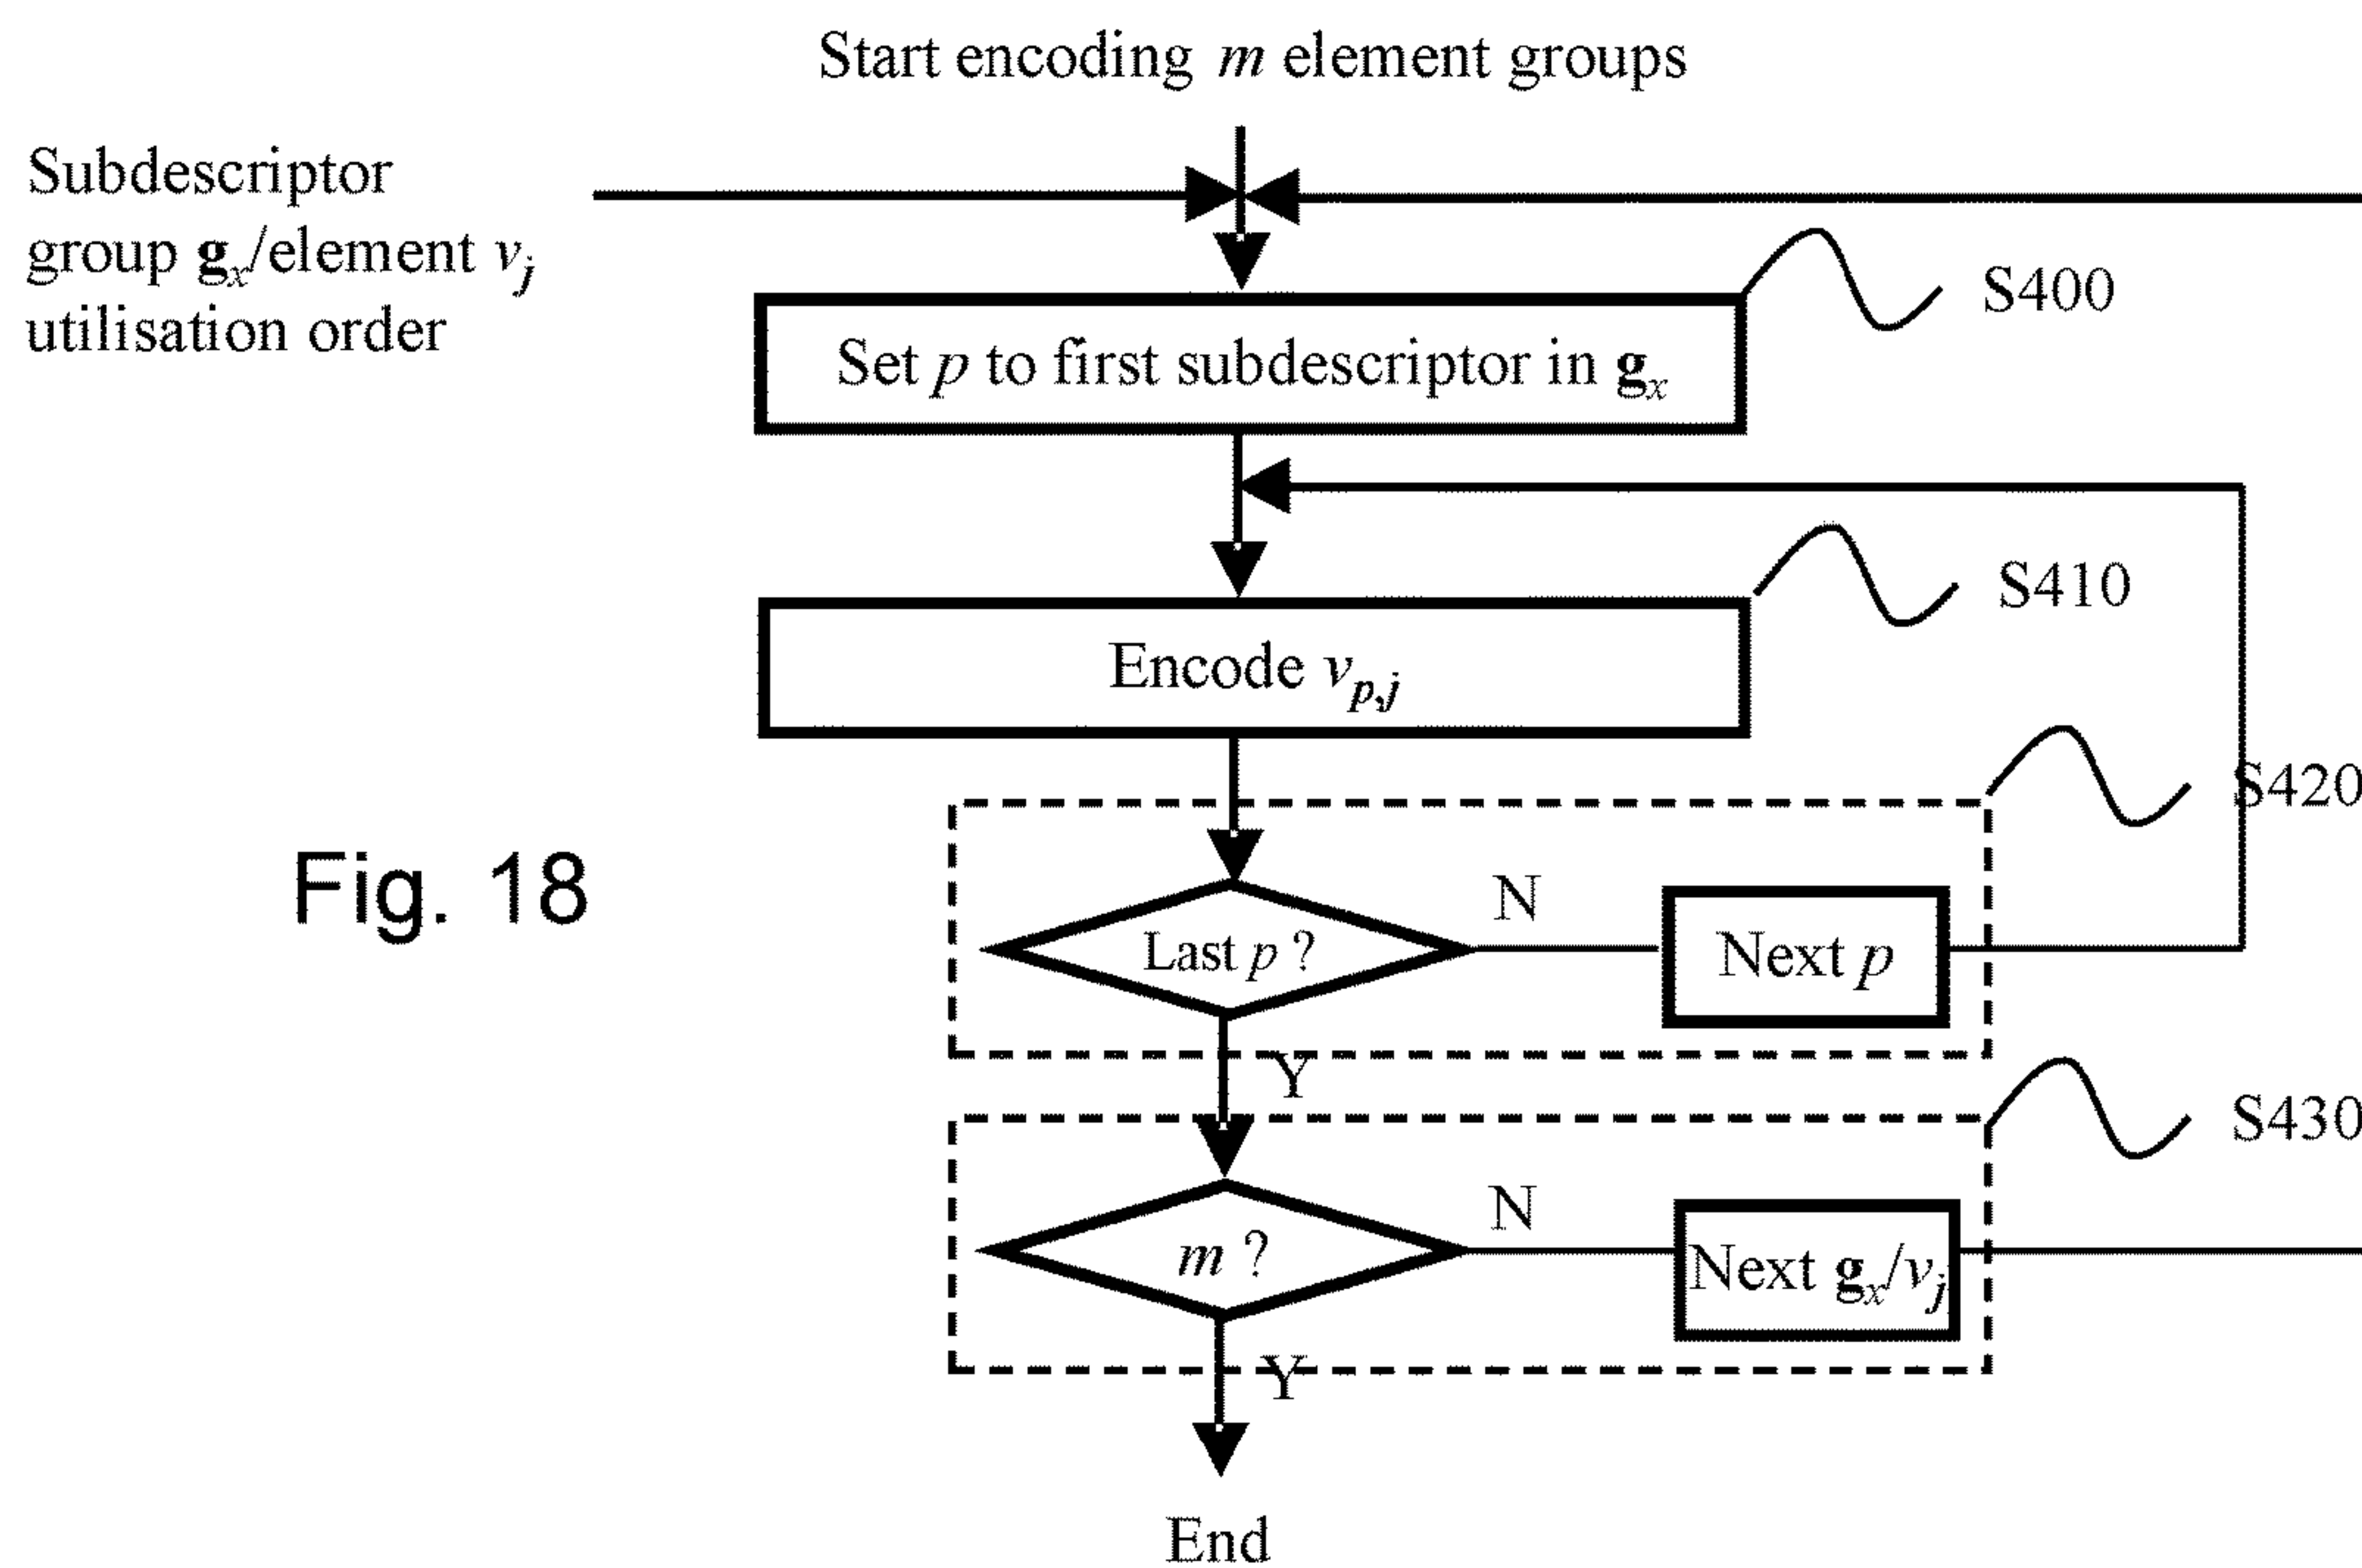 Start encoding m element groups
Subdescriptor
group gₓ/element vⱼ
utilisation order
S400
Set p to first subdescriptor in gₓ
S410
Encode vₚ,ⱼ
S420
Fig. 18
Last p ?
N
Next p
Y
S430
m ?
N
Next gₓ/vⱼ
Y
End